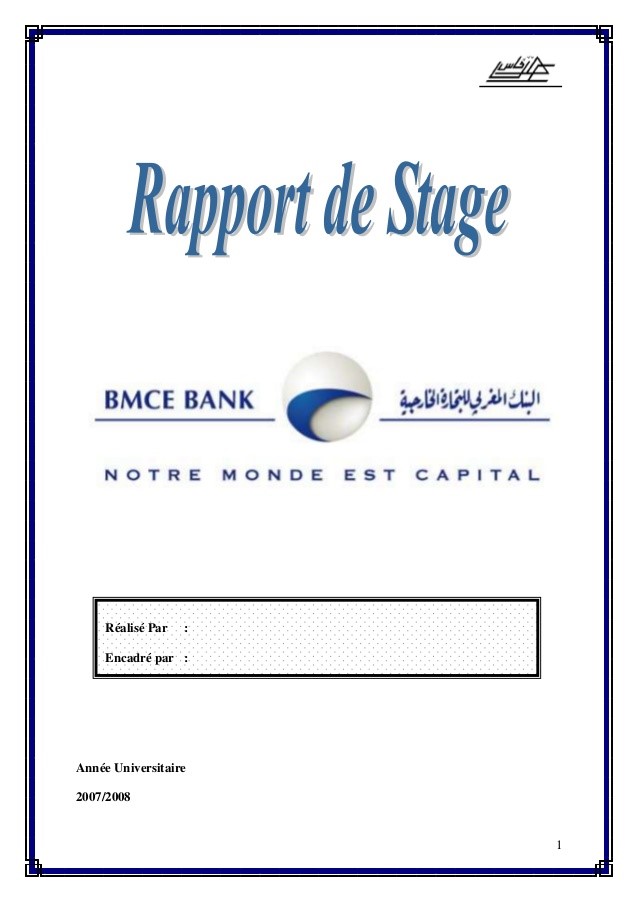 Rapport de Stage
BMCE BANK
البنك المغربي للتجارة الخارجية
NOTRE MONDE EST CAPITAL
Réalisé Par :
Encadré par :
Année Universitaire
2007/2008
1